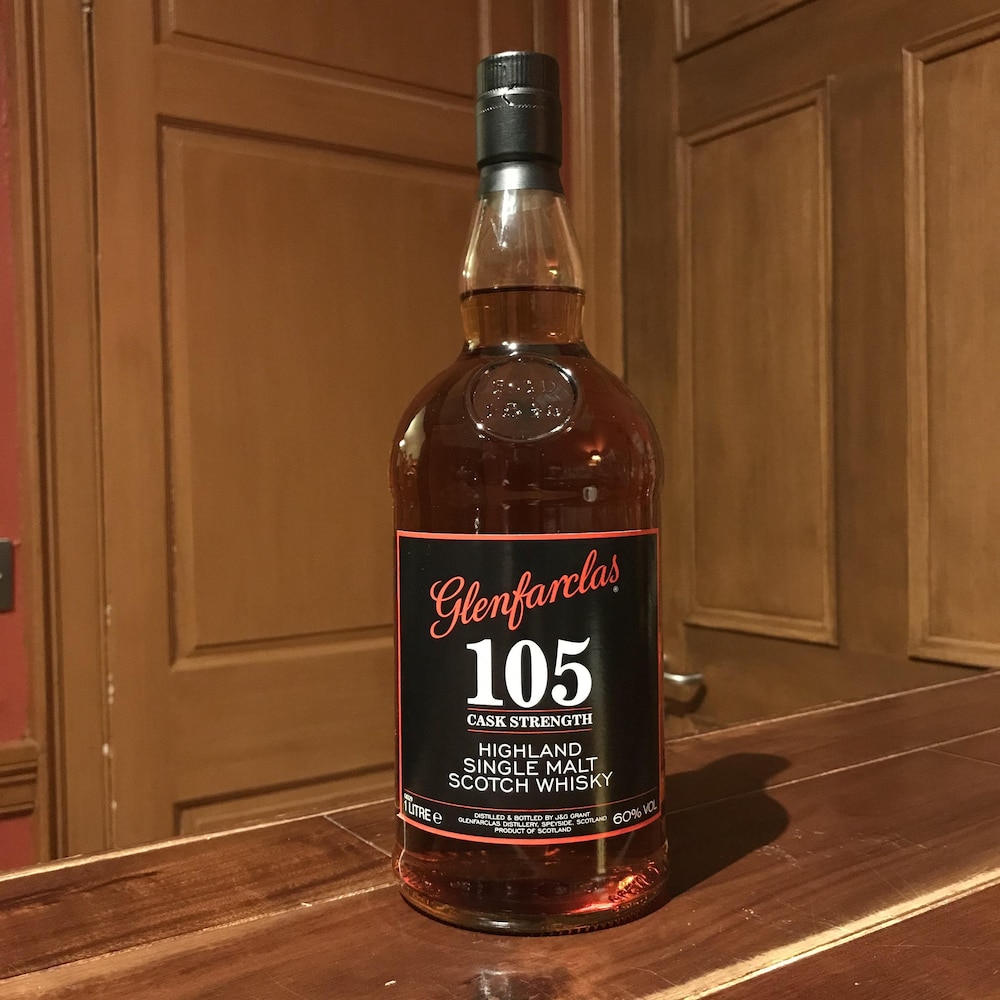 Glenfarclas®
105
CASK STRENGTH
HIGHLAND
SINGLE MALT
SCOTCH WHISKY
1 LITRE ℮
DISTILLED & BOTTLED BY J&G GRANT
GLENFARCLAS DISTILLERY, SPEYSIDE, SCOTLAND
PRODUCT OF SCOTLAND
60% VOL